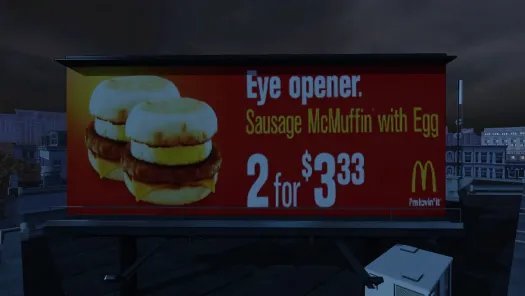 Eye opener.
Sausage McMuffin with Egg
2 for $3.33
M
I'm lovin' it